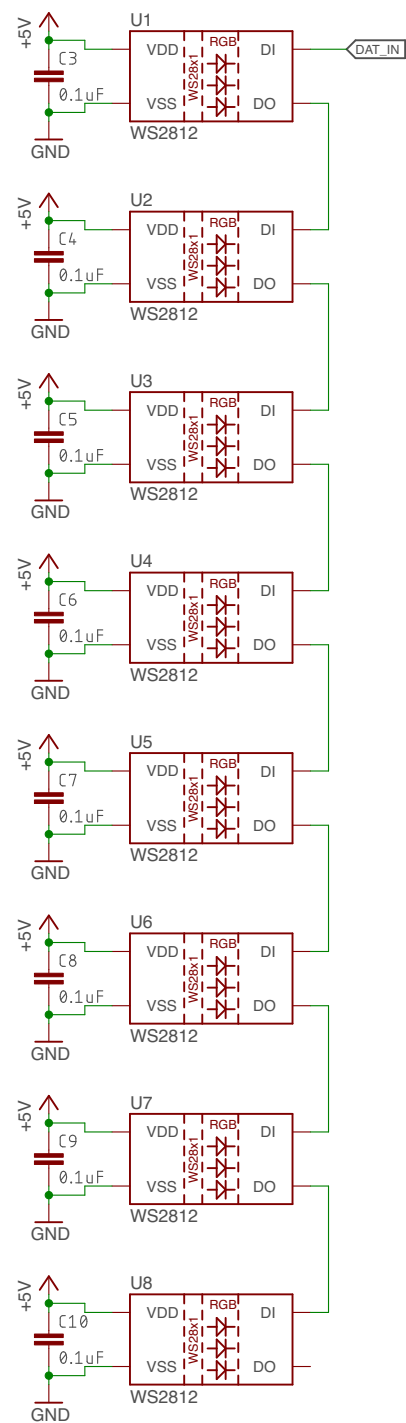 U1
+5V
C3
0.1uF
GND
VDD
VSS
WS28x1
RGB
DI
DO
WS2812
DAT_IN
U2
+5V
C4
0.1uF
GND
VDD
VSS
WS28x1
RGB
DI
DO
WS2812
U3
+5V
C5
0.1uF
GND
VDD
VSS
WS28x1
RGB
DI
DO
WS2812
U4
+5V
C6
0.1uF
GND
VDD
VSS
WS28x1
RGB
DI
DO
WS2812
U5
+5V
C7
0.1uF
GND
VDD
VSS
WS28x1
RGB
DI
DO
WS2812
U6
+5V
C8
0.1uF
GND
VDD
VSS
WS28x1
RGB
DI
DO
WS2812
U7
+5V
C9
0.1uF
GND
VDD
VSS
WS28x1
RGB
DI
DO
WS2812
U8
+5V
C10
0.1uF
GND
VDD
VSS
WS28x1
RGB
DI
DO
WS2812